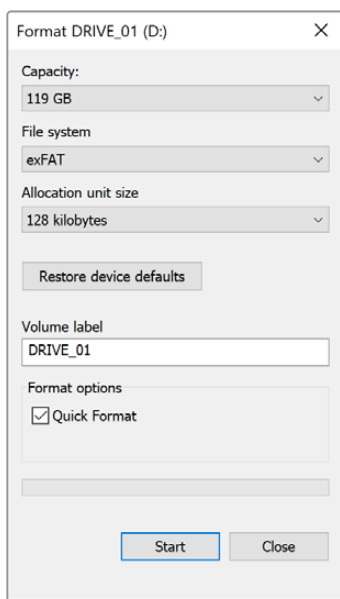 Format DRIVE_01 (D:)
Capacity:
119 GB
File system
exFAT
Allocation unit size
128 kilobytes
Restore device defaults
Volume label
DRIVE_01
Format options
Quick Format
Start Close